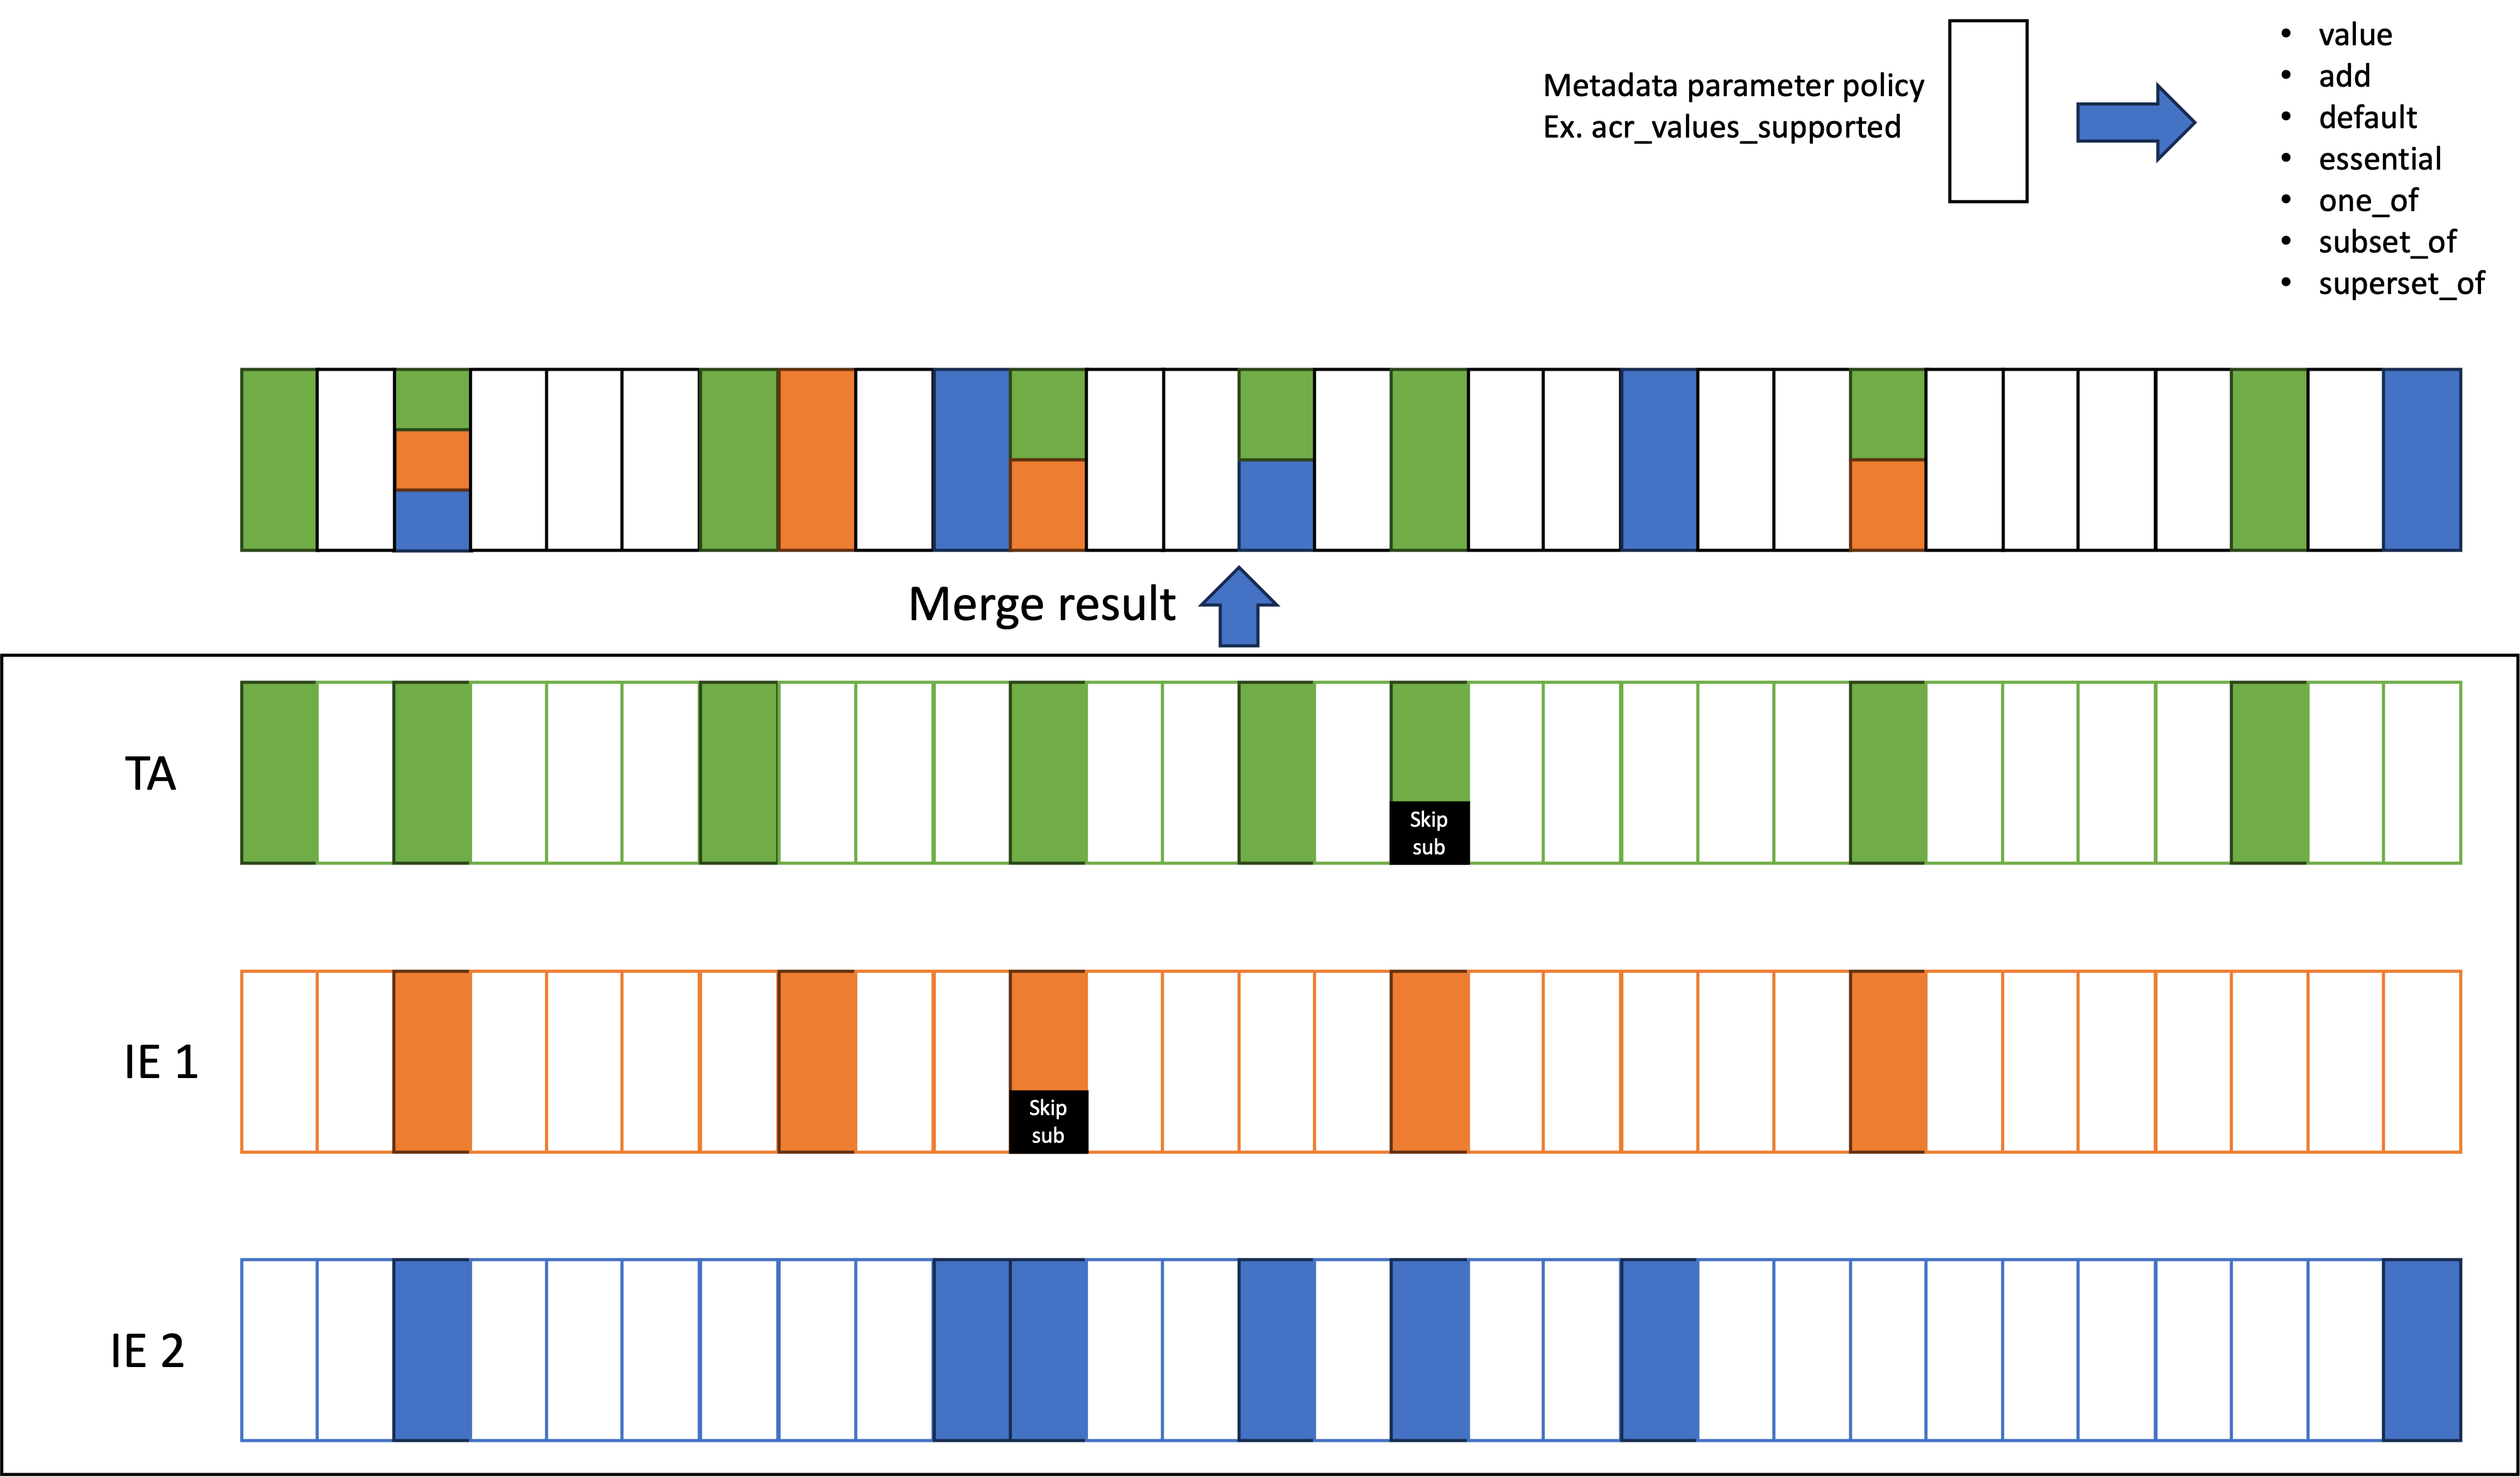 Metadata parameter policy
Ex. acr_values_supported
• value
• add
• default
• essential
• one_of
• subset_of
• superset_of
Merge result
TA
Skip
sub
IE 1
Skip
sub
IE 2